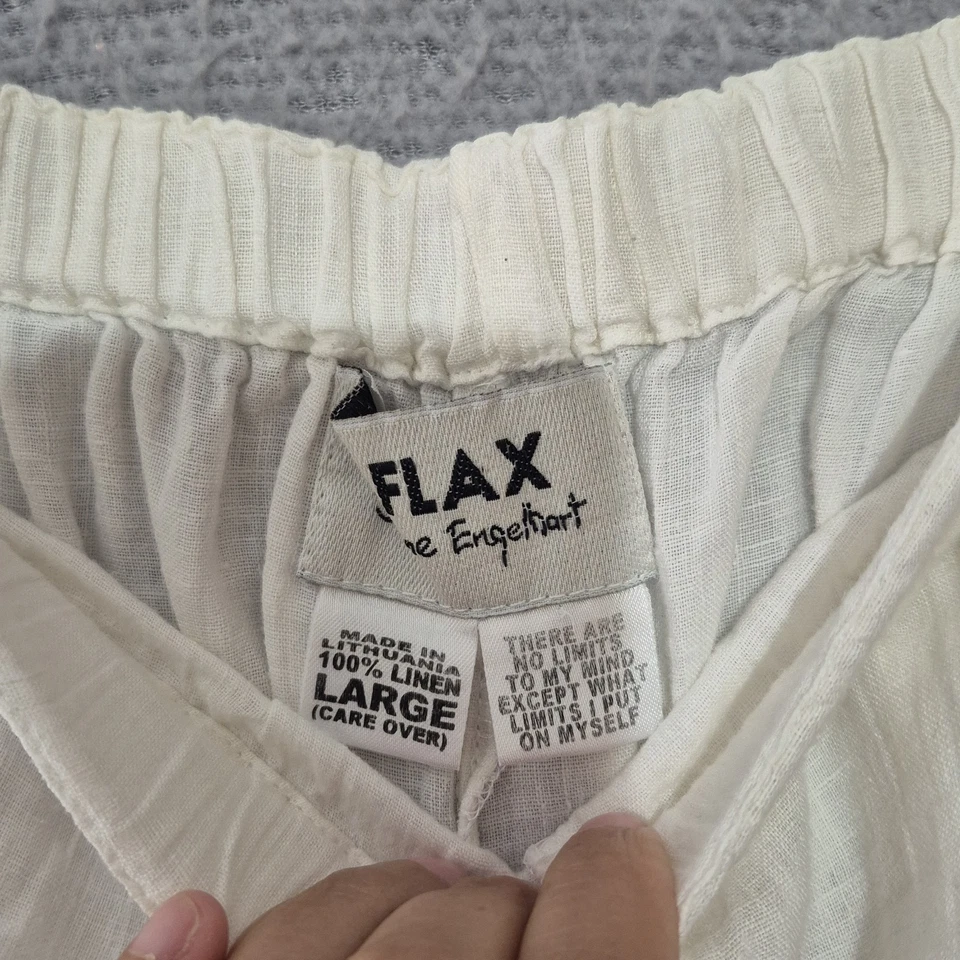 FLAX
Engelhart
MADE IN
LITHUANIA
100% LINEN
LARGE
(CARE OVER)
THERE ARE
NO LIMITS
TO MY MIND
EXCEPT WHAT
LIMITS I PUT
ON MYSELF